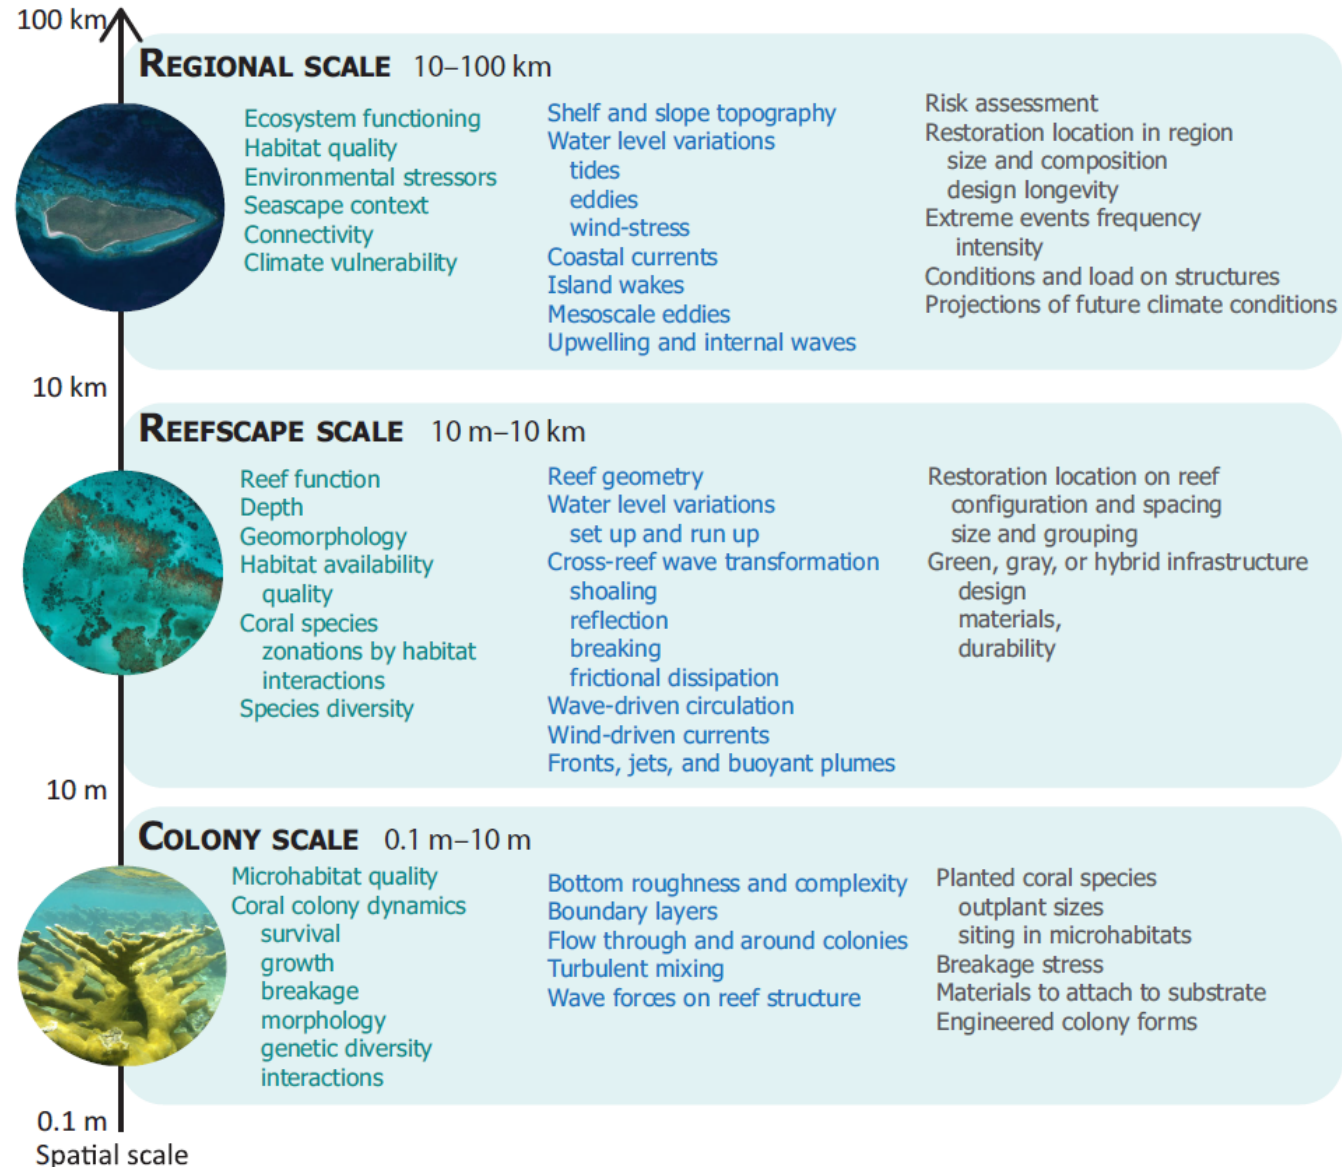 100 km
REGIONAL SCALE 10–100 km
Ecosystem functioning
Habitat quality
Environmental stressors
Seascape context
Connectivity
Climate vulnerability
Shelf and slope topography
Water level variations
tides
eddies
wind-stress
Coastal currents
Island wakes
Mesoscale eddies
Upwelling and internal waves
Risk assessment
Restoration location in region
size and composition
design longevity
Extreme events frequency
intensity
Conditions and load on structures
Projections of future climate conditions
10 km
REEFSCAPE SCALE 10 m–10 km
Reef function
Depth
Geomorphology
Habitat availability
quality
Coral species
zonations by habitat
interactions
Species diversity
Reef geometry
Water level variations
set up and run up
Cross-reef wave transformation
shoaling
reflection
breaking
frictional dissipation
Wave-driven circulation
Wind-driven currents
Fronts, jets, and buoyant plumes
Restoration location on reef
configuration and spacing
size and grouping
Green, gray, or hybrid infrastructure
design
materials,
durability
10 m
COLONY SCALE 0.1 m–10 m
Microhabitat quality
Coral colony dynamics
survival
growth
breakage
morphology
genetic diversity
interactions
Bottom roughness and complexity
Boundary layers
Flow through and around colonies
Turbulent mixing
Wave forces on reef structure
Planted coral species
outplant sizes
siting in microhabitats
Breakage stress
Materials to attach to substrate
Engineered colony forms
0.1 m
Spatial scale